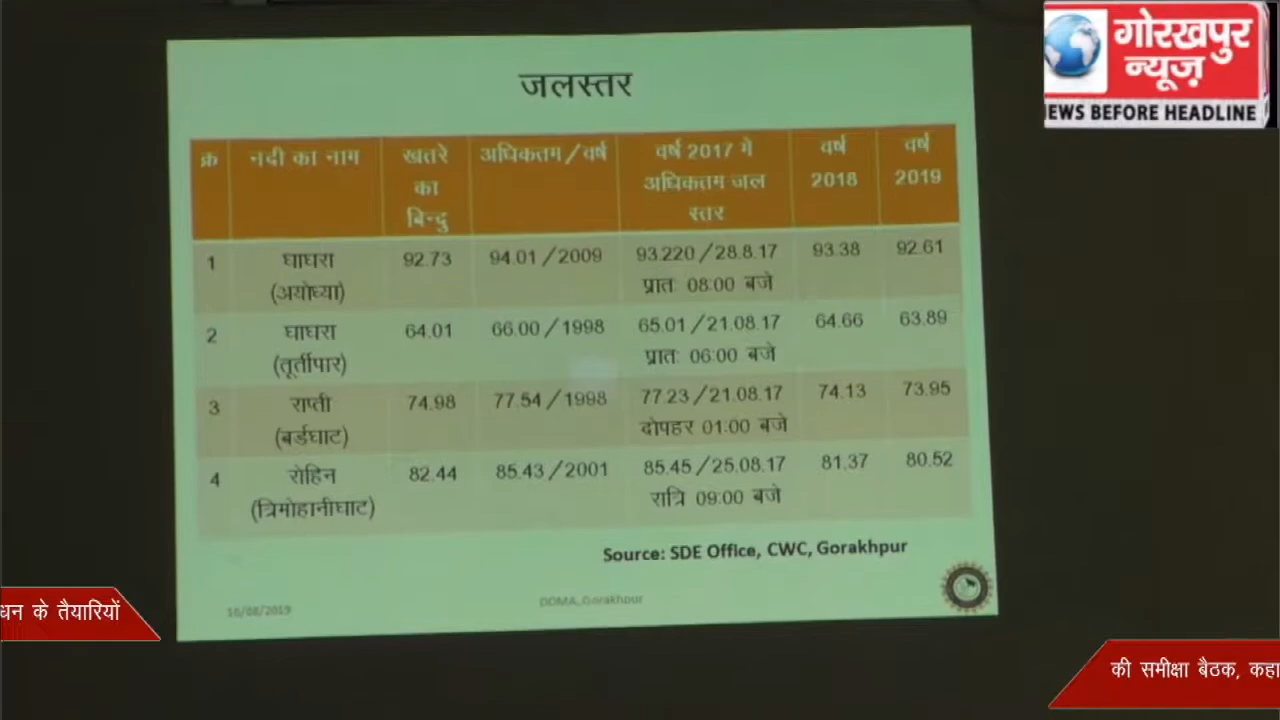 गोरखपुर
न्यूज़
EWS BEFORE HEADLINE
जलस्तर
क्र नदी का नाम खतरे का बिन्दु अधिकतम/वर्ष वर्ष 2017 मे अधिकतम जल स्तर वर्ष 2018 वर्ष 2019
1 घाघरा (अयोध्या) 92.73 94.01/2009 93.220/28.8.17 प्रातः 08:00 बजे 93.38 92.61
2 घाघरा (तूर्तीपार) 64.01 66.00/1998 65.01/21.08.17 प्रातः 06:00 बजे 64.66 63.89
3 राप्ती (बर्डघाट) 74.98 77.54/1998 77.23/21.08.17 दोपहर 01:00 बजे 74.13 73.95
4 रोहिन (त्रिमोहानीघाट) 82.44 85.43/2001 85.45/25.08.17 रात्रि 09:00 बजे 81.37 80.52
Source: SDE Office, CWC, Gorakhpur
DDMA, Gorakhpur
धन के तैयारियों
की समीक्षा बैठक, कहा